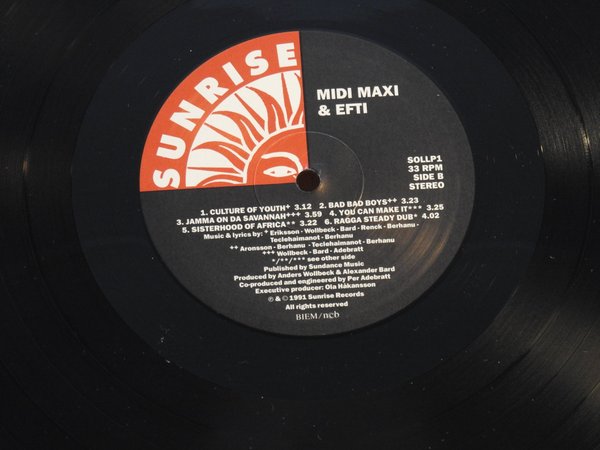 SUNRISE
MIDI MAXI
& EFTI
SOLLP1
33 RPM
SIDE B
STEREO
1. CULTURE OF YOUTH+ 3.12 2. BAD BAD BOYS++ 3.23
3. JAMMA ON DA SAVANNAH+++ 3.59 4. YOU CAN MAKE IT*** 3.25
5. SISTERHOOD OF AFRICA** 3.22 6. RAGGA STEADY DUB* 4.02
Music & lyrics by: * Eriksson - Wollbeck - Bard - Renck - Berhanu -
Teclehaimanot - Berhanu
++ Aronsson - Berhanu - Teclehaimanot - Berhanu
+++ Wollbeck - Bard - Adebratt
*/**/*** see other side
Published by Sundance Music
Produced by Anders Wollbeck & Alexander Bard
Co-produced and engineered by Per Adebratt
Executive producer: Ola Håkansson
℗ & © 1991 Sunrise Records
All rights reserved
BIEM/ncb